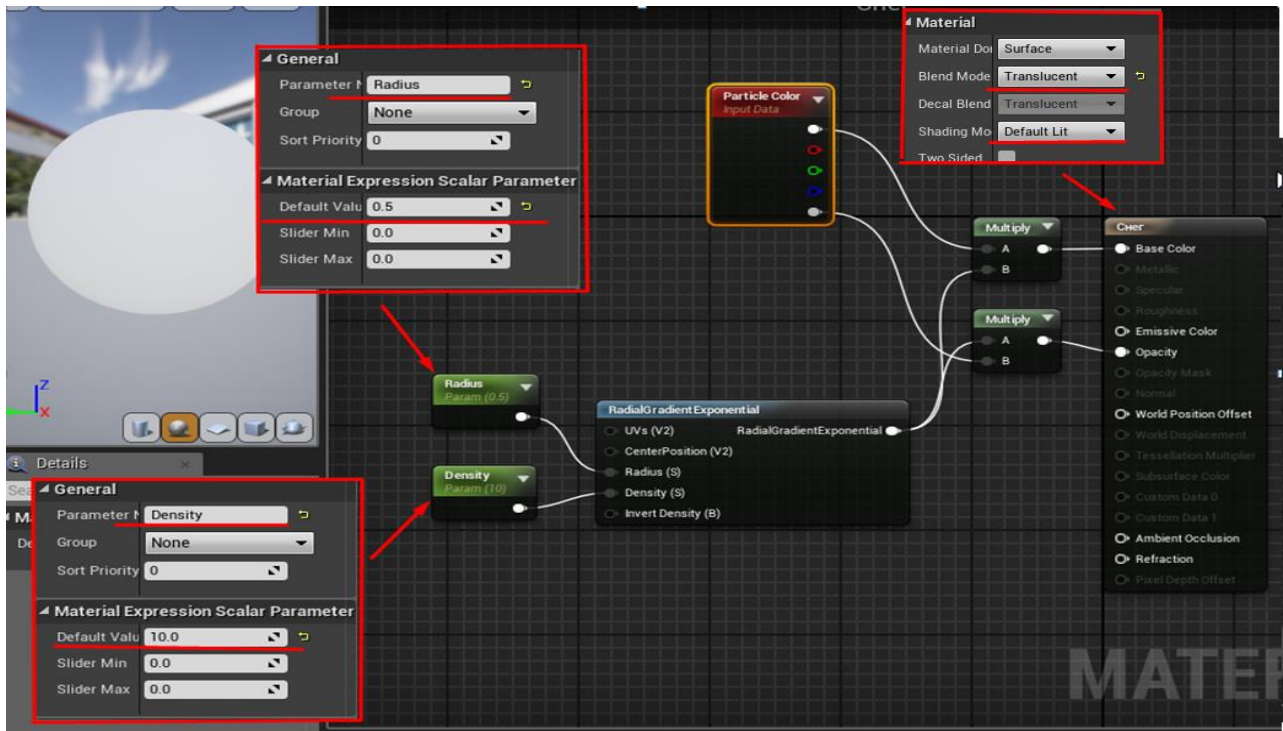 General
Parameter N Radius
Group None
Sort Priority 0
Material Expression Scalar Parameter
Default Valu 0.5
Slider Min 0.0
Slider Max 0.0
Material
Material Do Surface
Blend Mode Translucent
Decal Blend Translucent
Shading Mo Default Lit
Two Sided
Particle Color
Input Data
Multiply
A
B
Multiply
A
B
Снег
Base Color
Metallic
Specular
Roughness
Emissive Color
Opacity
Opacity Mask
Normal
World Position Offset
World Displacement
Tessellation Multiplier
Subsurface Color
Custom Data 0
Custom Data 1
Ambient Occlusion
Refraction
Pixel Depth Offset
Radius
Param (0.5)
Density
Param (10)
RadialGradientExponential
UVs (V2) RadialGradientExponential
CenterPosition (V2)
Radius (S)
Density (S)
Invert Density (B)
Z
X
Details
General
Parameter N Density
Group None
Sort Priority 0
Material Expression Scalar Parameter
Default Valu 10.0
Slider Min 0.0
Slider Max 0.0
MATER